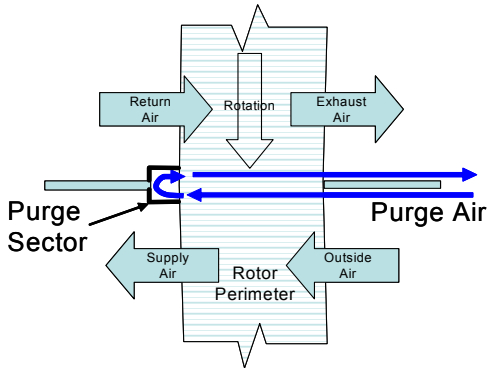 Return
Air
Rotation
Exhaust
Air
Purge
Sector
Purge Air
Supply
Air
Rotor
Perimeter
Outside
Air